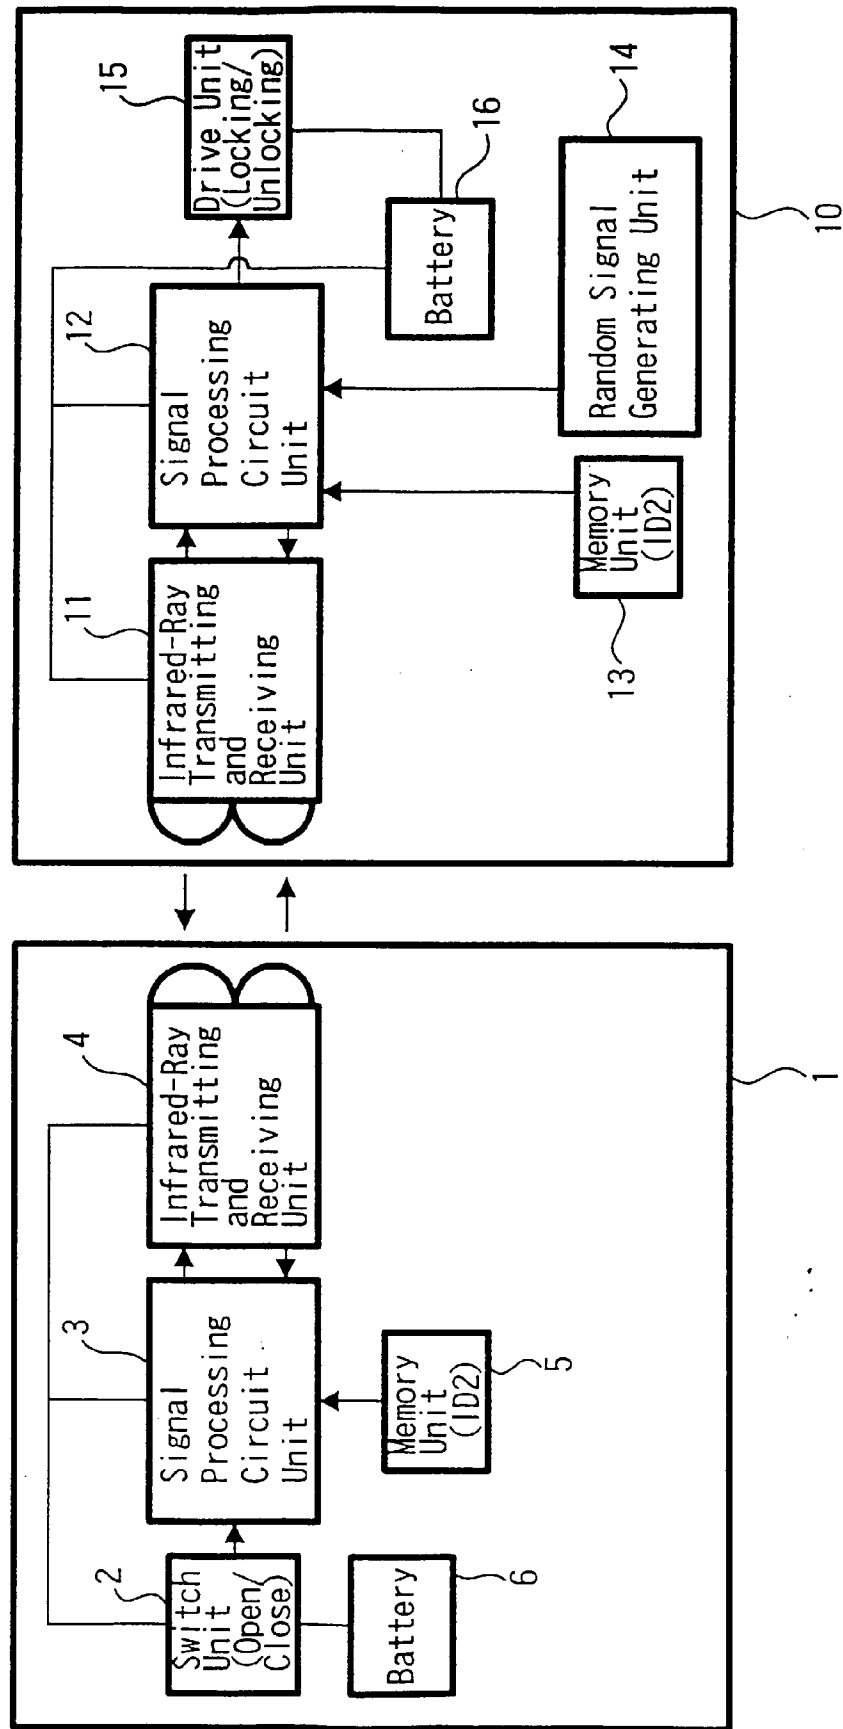 2
Switch
Unit
(Open/
Close)
Battery
6
3
Signal
Processing
Circuit
Unit
Memory
Unit
(ID2)
5
4
Infrared-Ray
Transmitting
and
Receiving
Unit
1
11
Infrared-Ray
Transmitting
and
Receiving
Unit
12
Signal
Processing
Circuit
Unit
15
Drive Unit
(Locking/
Unlocking)
Battery
16
Memory
Unit
(ID2)
13
Random Signal
Generating Unit
14
10